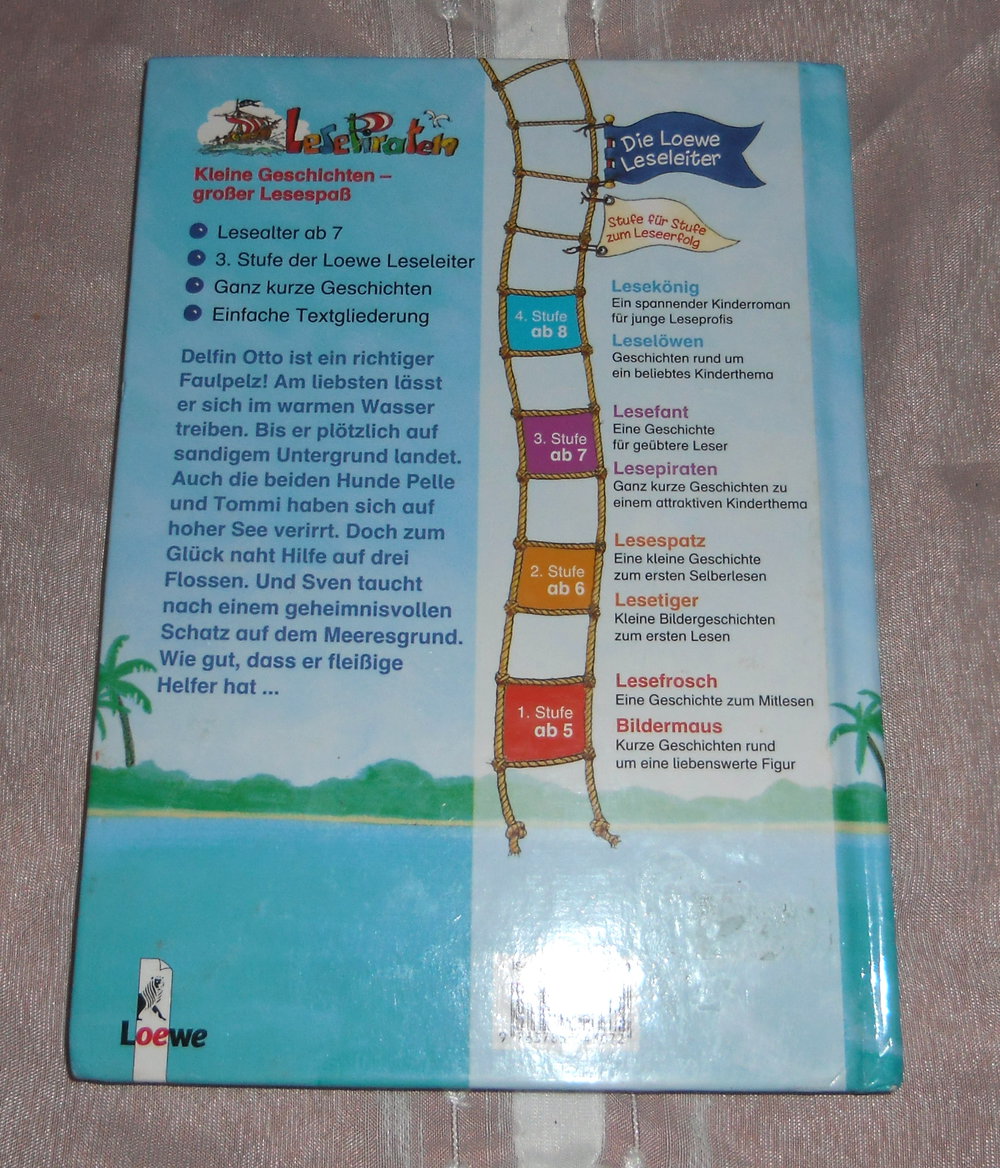 LesePiraten
Kleine Geschichten –
großer Lesespaß
Lesealter ab 7
3. Stufe der Loewe Leseleiter
Ganz kurze Geschichten
Einfache Textgliederung
Delfin Otto ist ein richtiger
Faulpelz! Am liebsten lässt
er sich im warmen Wasser
treiben. Bis er plötzlich auf
sandigem Untergrund landet.
Auch die beiden Hunde Pelle
und Tommi haben sich auf
hoher See verirrt. Doch zum
Glück naht Hilfe auf drei
Flossen. Und Sven taucht
nach einem geheimnisvollen
Schatz auf dem Meeresgrund.
Wie gut, dass er fleißige
Helfer hat ...
Loewe
Die Loewe
Leseleiter
Stufe für Stufe
zum Leseerfolg
4. Stufe
ab 8
Lesekönig
Ein spannender Kinderroman
für junge Leseprofis
Leselöwen
Geschichten rund um
ein beliebtes Kinderthema
3. Stufe
ab 7
Lesefant
Eine Geschichte
für geübtere Leser
Lesepiraten
Ganz kurze Geschichten zu
einem attraktiven Kinderthema
2. Stufe
ab 6
Lesespatz
Eine kleine Geschichte
zum ersten Selberlesen
Lesetiger
Kleine Bildergeschichten
zum ersten Lesen
1. Stufe
ab 5
Lesefrosch
Eine Geschichte zum Mitlesen
Bildermaus
Kurze Geschichten rund
um eine liebenswerte Figur